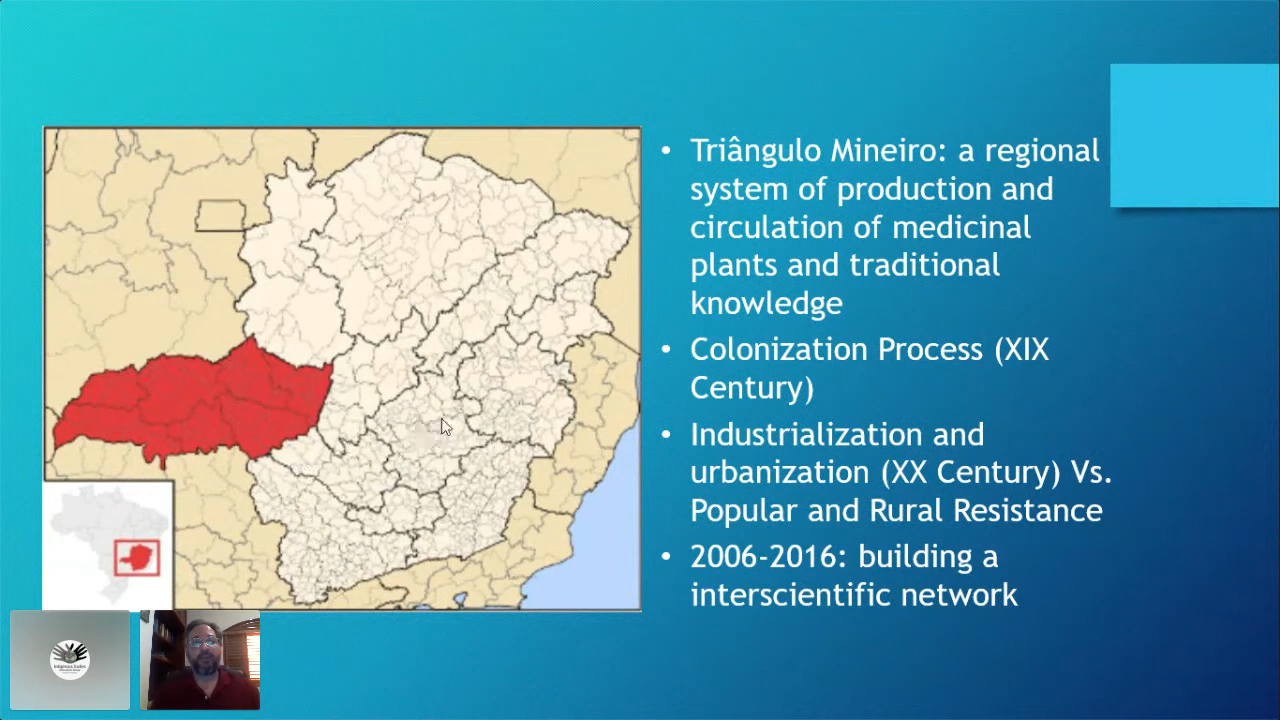 • Triângulo Mineiro: a regional
system of production and
circulation of medicinal
plants and traditional
knowledge
• Colonization Process (XIX
Century)
• Industrialization and
urbanization (XX Century) Vs.
Popular and Rural Resistance
• 2006-2016: building a
interscientific network